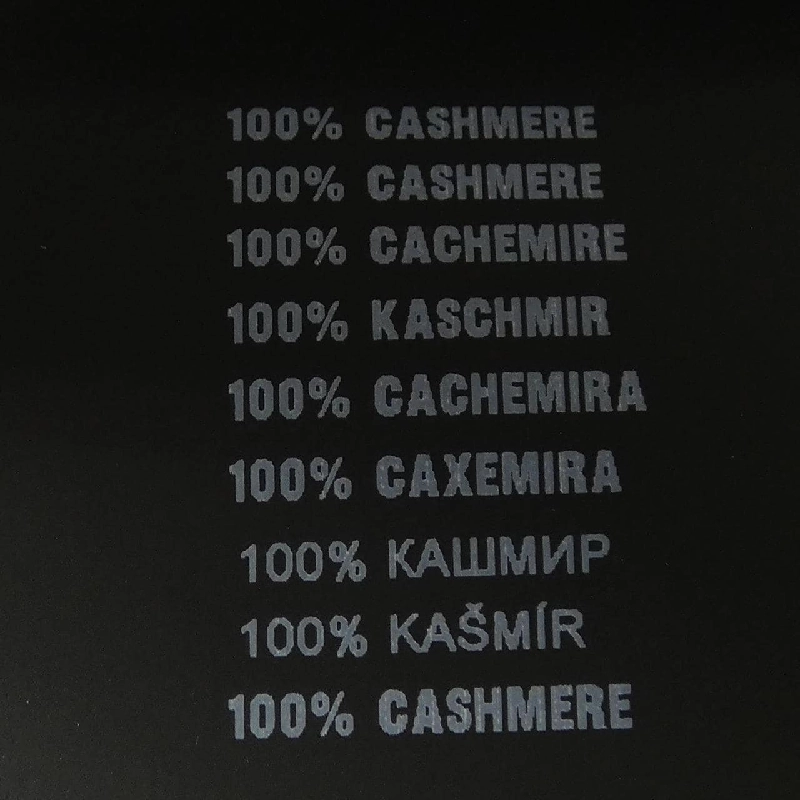 100% CASHMERE
100% CASHMERE
100% CACHEMIRE
100% KASCHMIR
100% CACHEMIRA
100% CAXEMIRA
100% КАШМИР
100% KAŠMÍR
100% CASHMERE